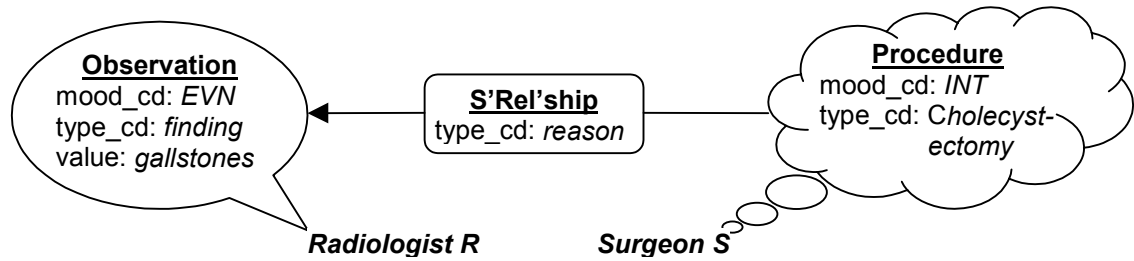 Observation
mood_cd: EVN
type_cd: finding
value: gallstones
S’Rel’ship
type_cd: reason
Procedure
mood_cd: INT
type_cd: Cholecyst-
ectomy
Radiologist R
Surgeon S